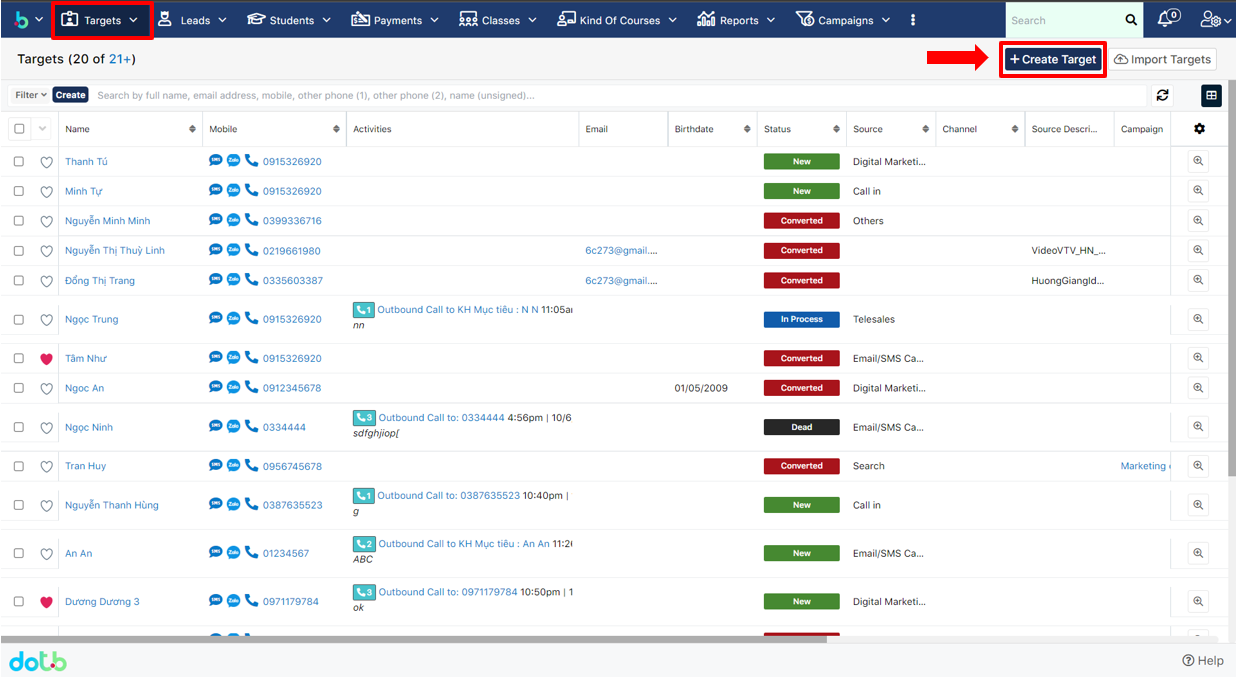 Targets Leads Students Payments Classes Kind Of Courses Reports Campaigns Search 0
Targets (20 of 21+) + Create Target Import Targets
Filter Create Search by full name, email address, mobile, other phone (1), other phone (2), name (unsigned)...
Name Mobile Activities Email Birthdate Status Source Channel Source Descri... Campaign
Thanh Tú SMS Zalo 0915326920 New Digital Marketi...
Minh Tự SMS Zalo 0915326920 New Call in
Nguyễn Minh Minh SMS Zalo 0399336716 Converted Others
Nguyễn Thị Thuỳ Linh SMS Zalo 0219661980 6c273@gmail.... Converted VideoVTV_HN_...
Đồng Thị Trang SMS Zalo 0335603387 6c273@gmail.... Converted HuongGiangId...
1 Outbound Call to KH Mục tiêu : N N 11:05a
Ngọc Trung SMS Zalo 0915326920 nn In Process Telesales
Tâm Như SMS Zalo 0915326920 Converted Email/SMS Ca...
Ngoc An SMS Zalo 0912345678 01/05/2009 Converted Digital Marketi...
3 Outbound Call to: 0334444 4:56pm | 10/6
Ngọc Ninh SMS Zalo 0334444 sdfghjiop[ Dead Email/SMS Ca...
Tran Huy SMS Zalo 0956745678 Converted Search Marketing
1 Outbound Call to: 0387635523 10:40pm |
Nguyễn Thanh Hùng SMS Zalo 0387635523 g New Call in
2 Outbound Call to KH Mục tiêu : An An 11:2
An An SMS Zalo 01234567 ABC New Email/SMS Ca...
3 Outbound Call to: 0971179784 10:50pm | 1
Dương Dương 3 SMS Zalo 0971179784 ok New Digital Marketi...
dotb Help